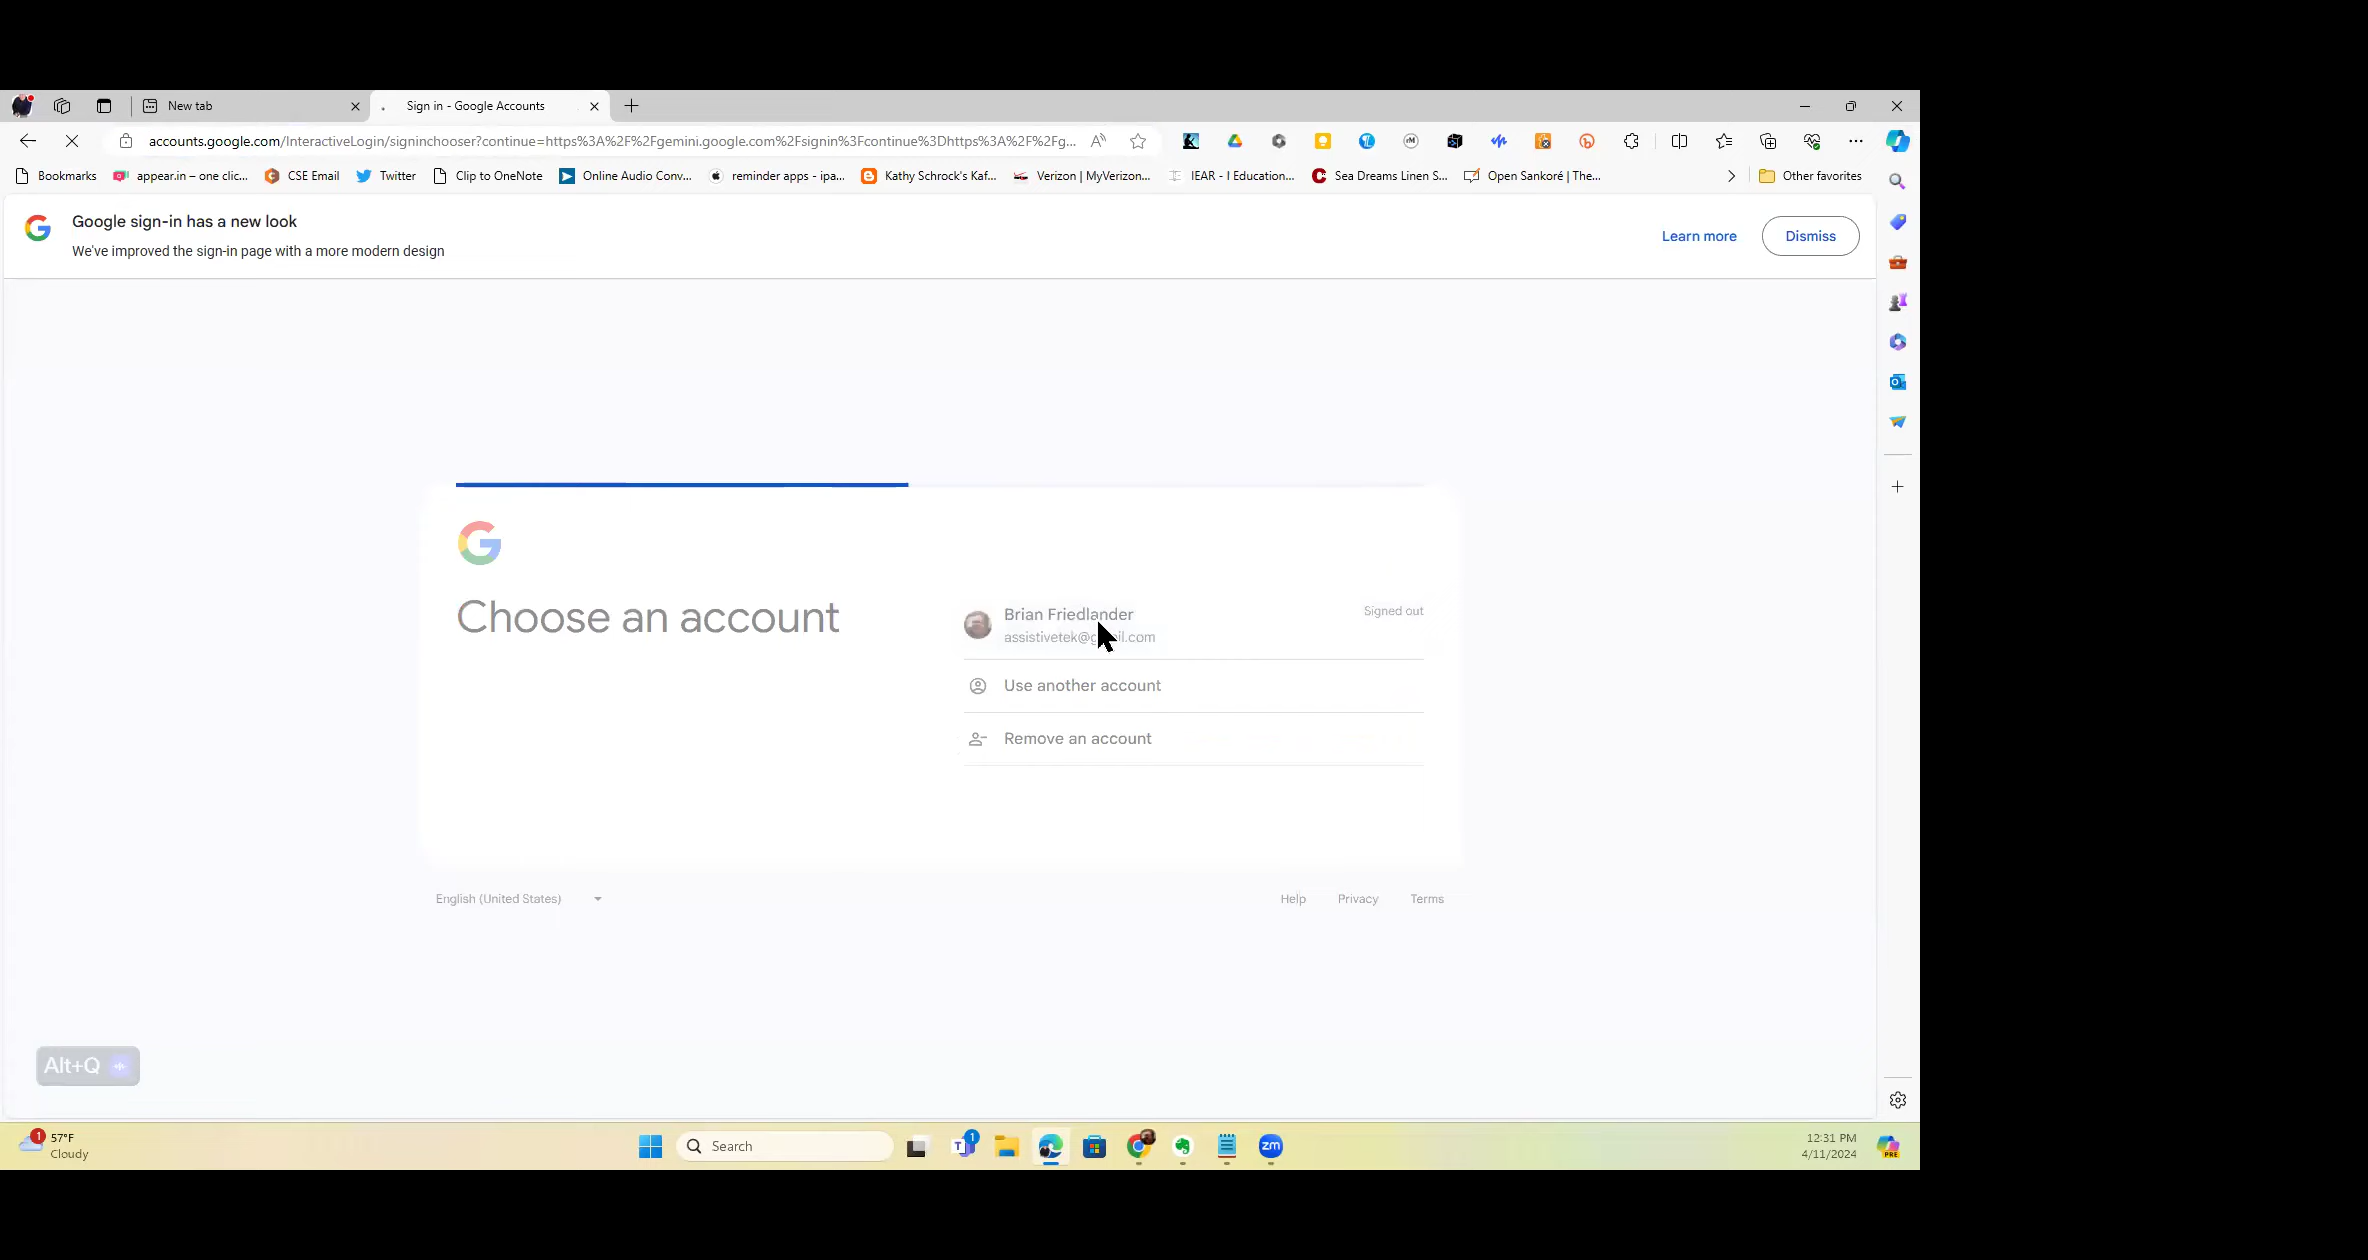 New tab
Sign in - Google Accounts
accounts.google.com/InteractiveLogin/signinchooser?continue=https%3A%2F%2Fgemini.google.com%2Fsignin%3Fcontinue%3Dhttps%3A%2F%2Fg...
Bookmarks
appear.in – one clic...
CSE Email
Twitter
Clip to OneNote
Online Audio Conv...
reminder apps - ipa...
Kathy Schrock's Kaf...
Verizon | MyVerizon...
IEAR - I Education...
Sea Dreams Linen S...
Open Sankoré | The...
Other favorites
Google sign-in has a new look
We've improved the sign-in page with a more modern design
Learn more
Dismiss
Choose an account
Brian Friedlander
Signed out
Use another account
Remove an account
English (United States)
Help
Privacy
Terms
Alt+Q
1
57°F
Cloudy
Search
1
zm
12:31 PM
4/11/2024
PRE